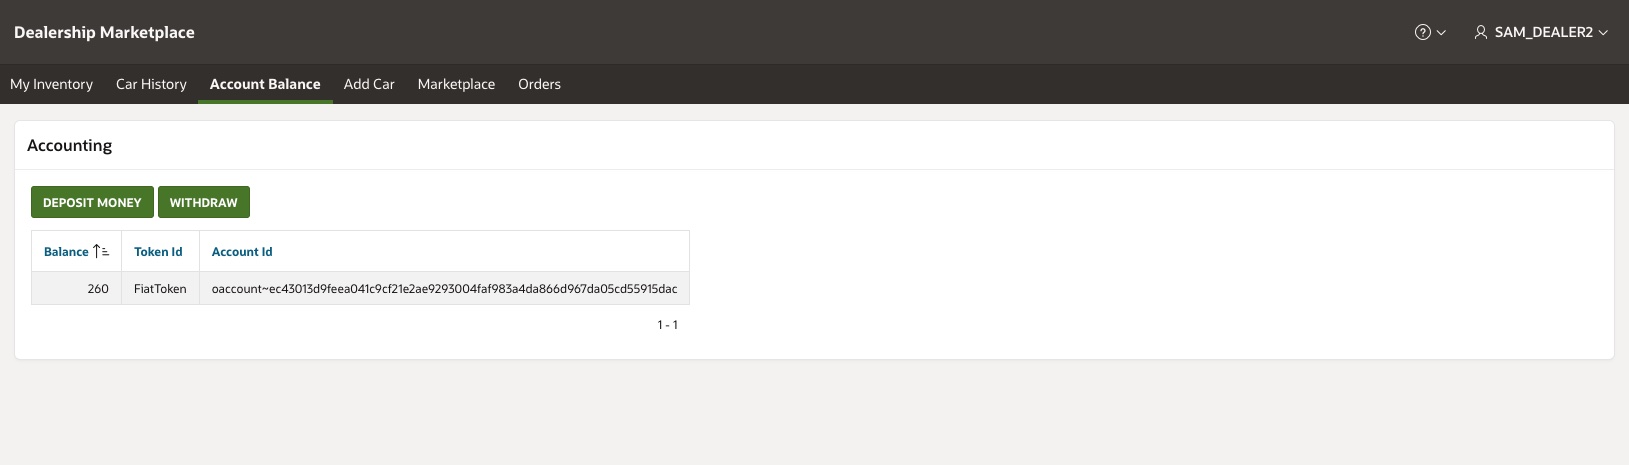 Dealership Marketplace
SAM_DEALER2
My Inventory Car History Account Balance Add Car Marketplace Orders
Accounting
DEPOSIT MONEY WITHDRAW
Balance Token Id Account Id
260 FiatToken oaccount~ec43013d9feea041c9cf21e2ae9293004faf983a4da866d967da05cd55915dac
1 - 1